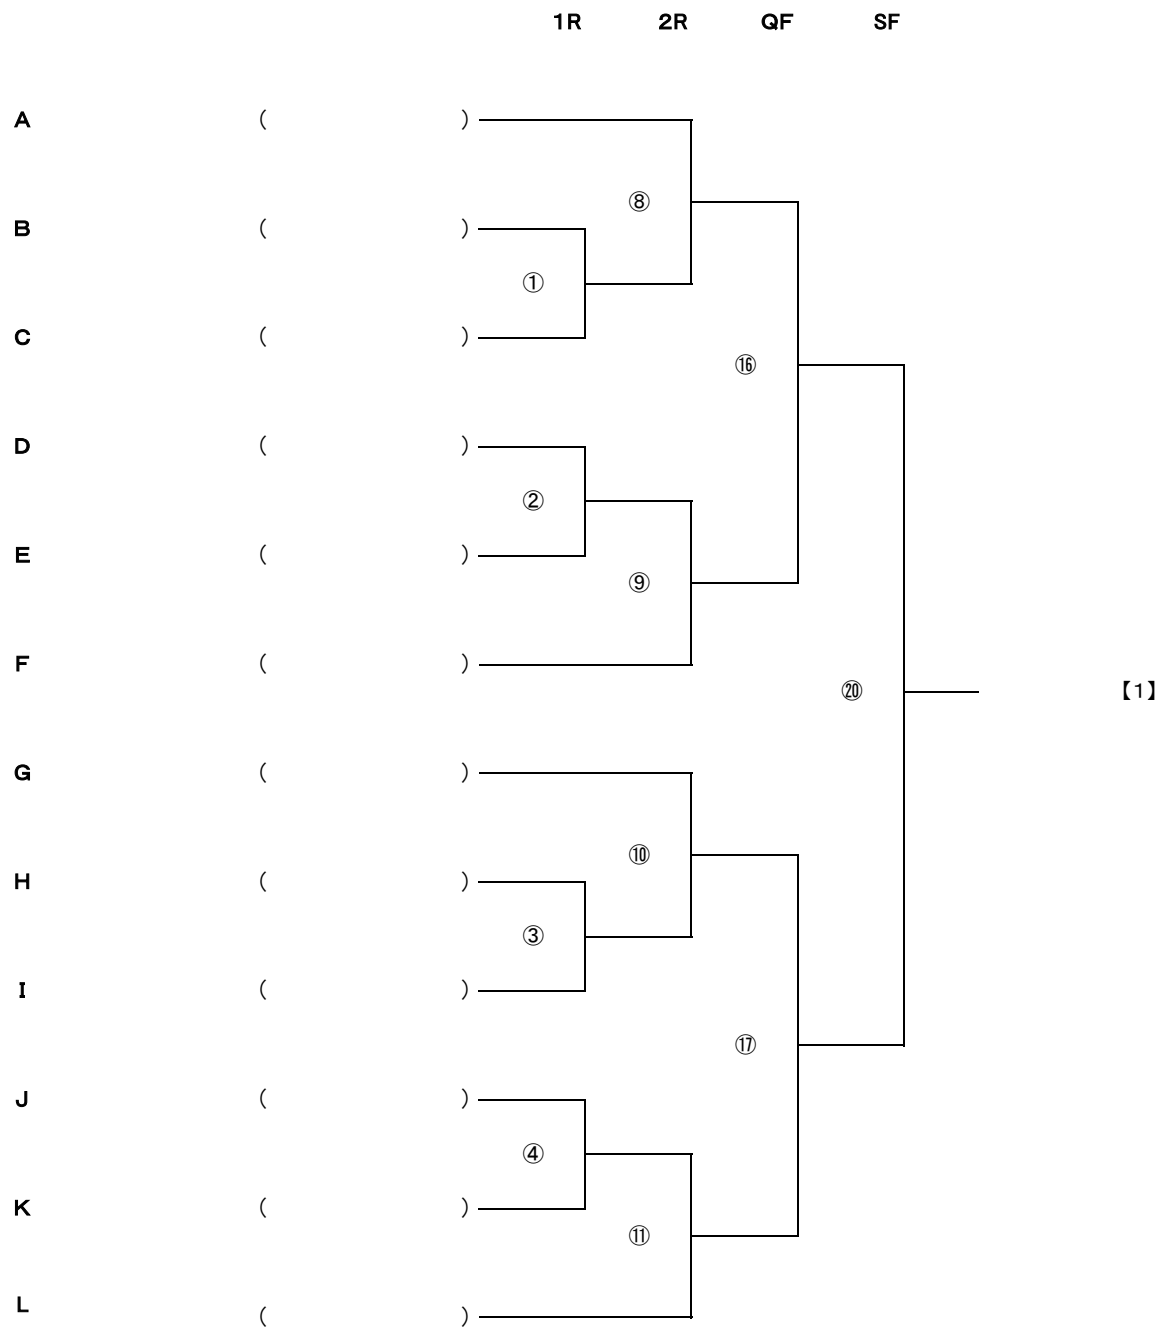 1R 2R QF SF
A ( )
⑧
B ( )
①
C ( )
⑯
D ( )
②
E ( )
⑨
F ( )
⑳ 【1】
G ( )
⑩
H ( )
③
I ( )
⑰
J ( )
④
K ( )
⑪
L ( )